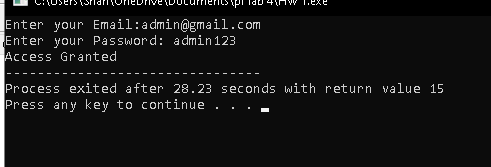 C:\Users\Shan\OneDrive\Documents\pf lab 4\HW 1.exe
Enter your Email:admin@gmail.com
Enter your Password: admin123
Access Granted
--------------------------------
Process exited after 28.23 seconds with return value 15
Press any key to continue . . .